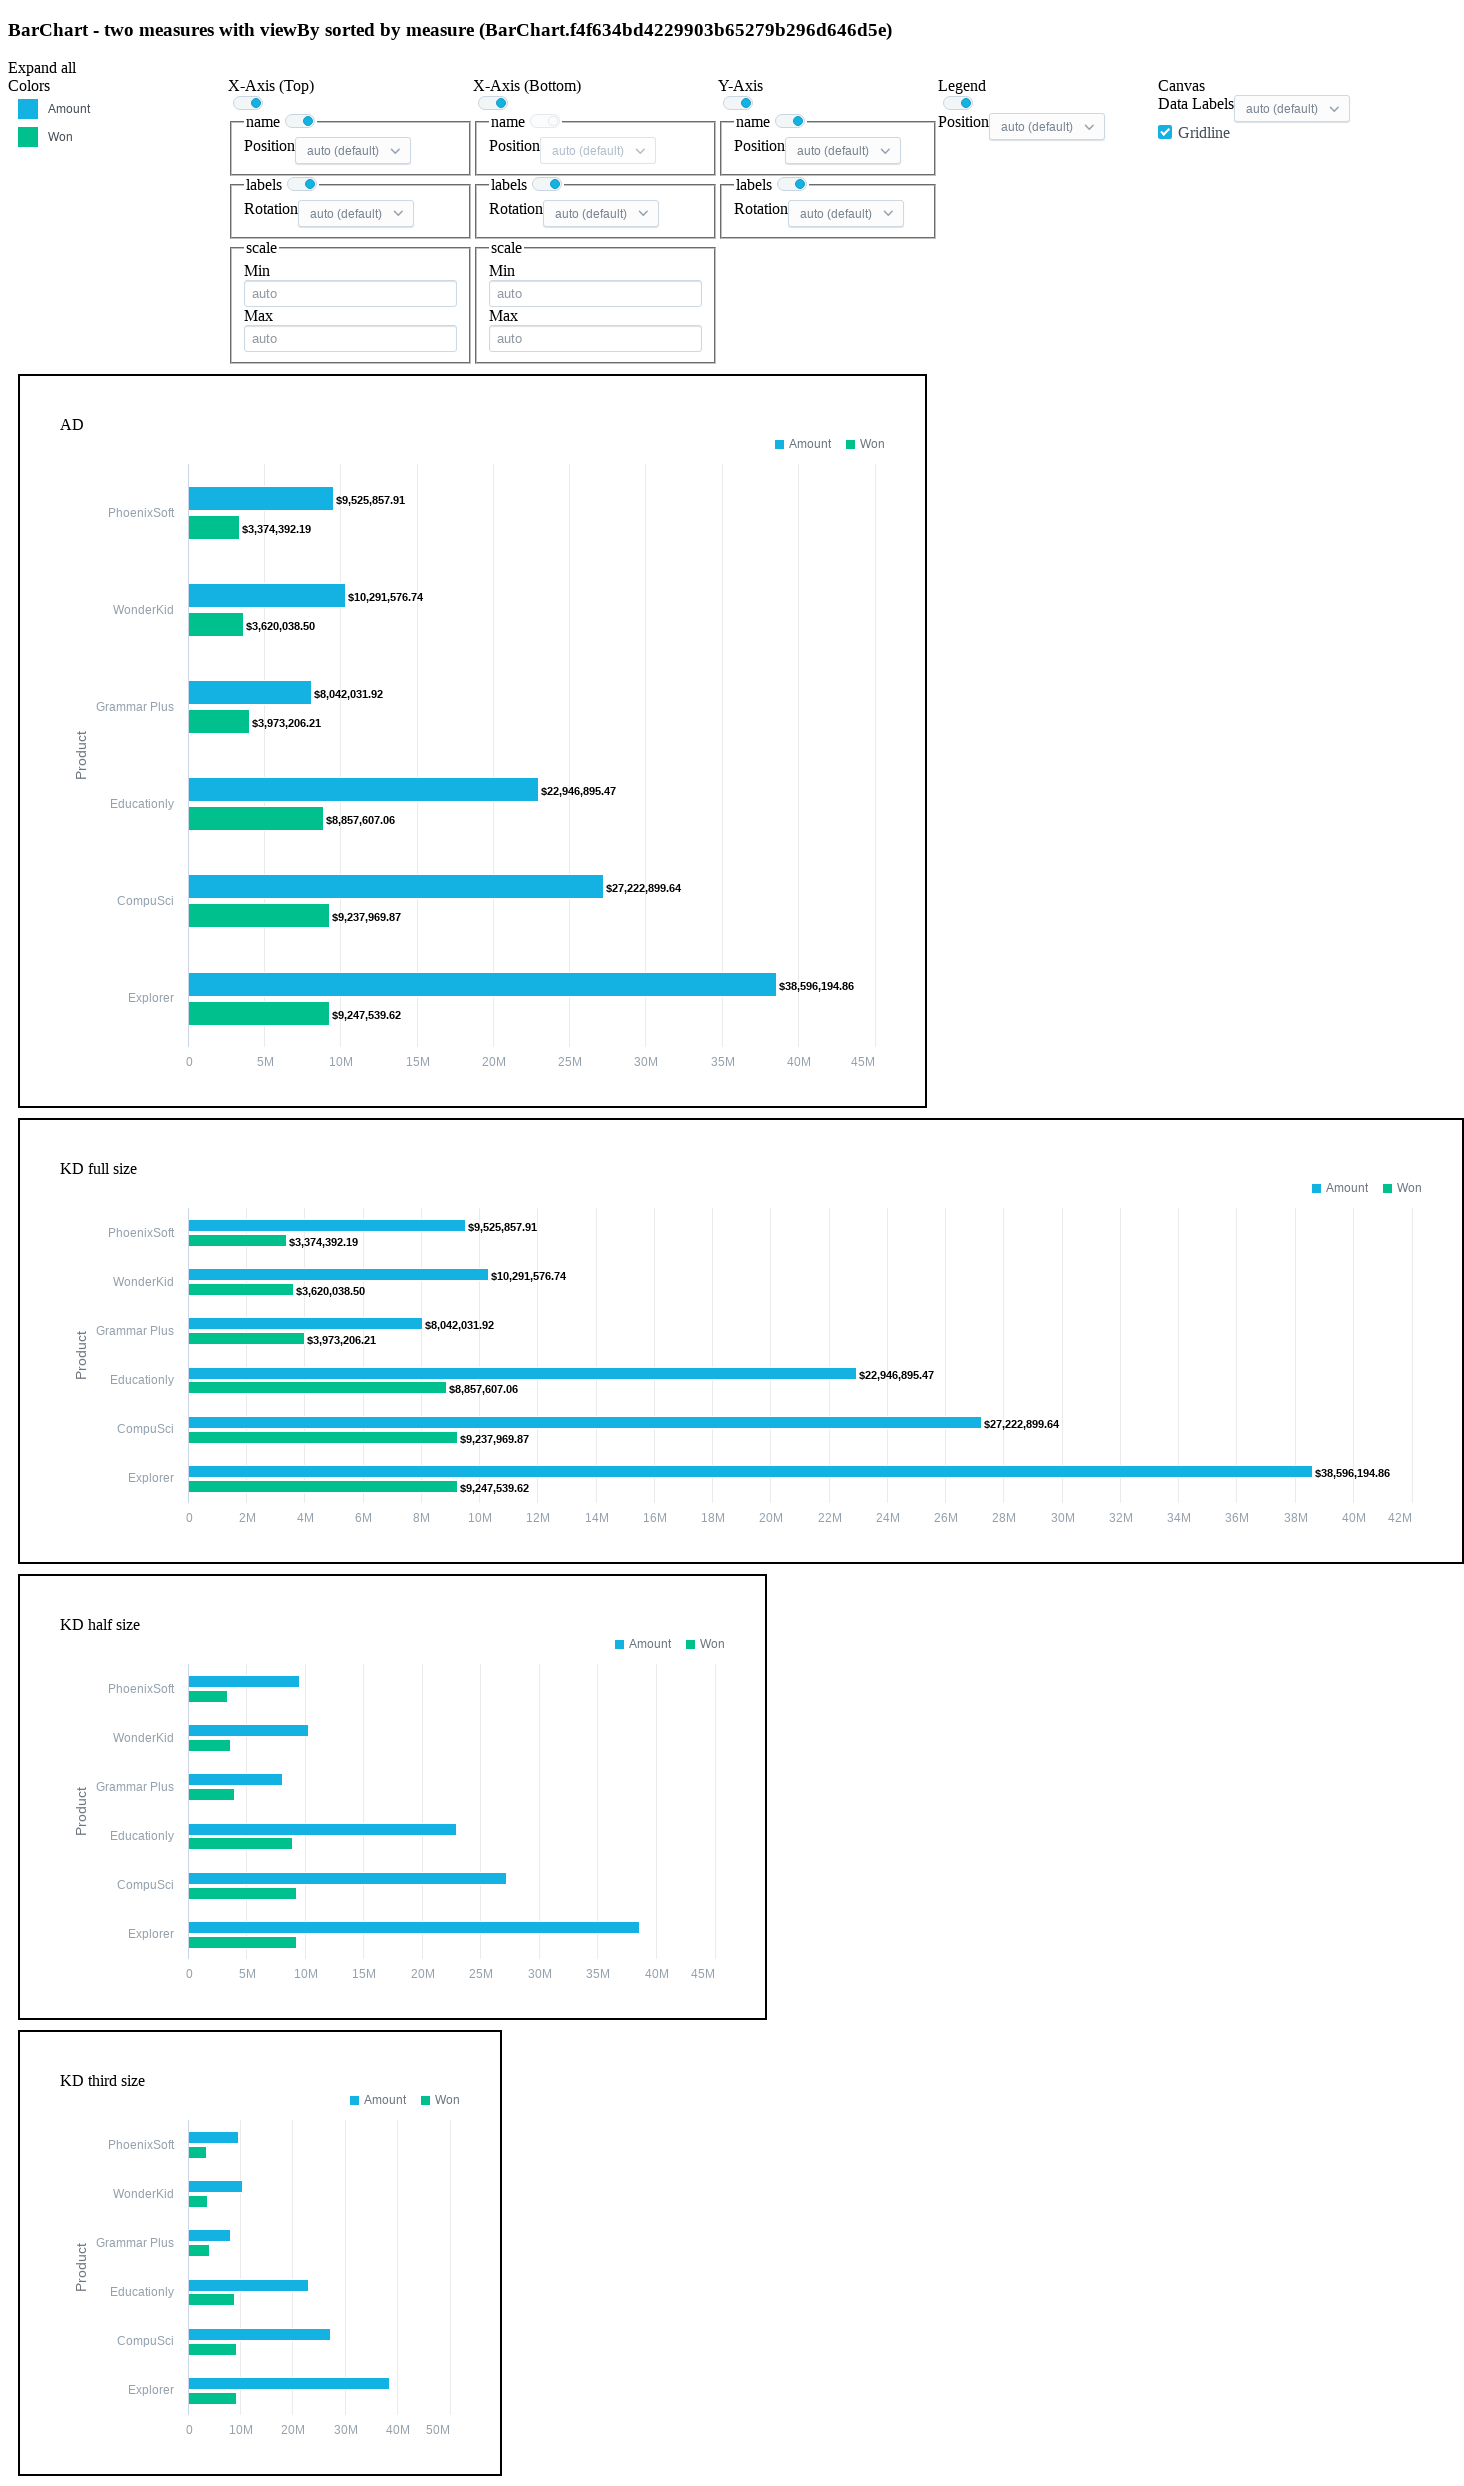 BarChart - two measures with viewBy sorted by measure (BarChart.f4f634bd4229903b65279b296d646d5e)
Expand all
Colors
Amount
Won
X-Axis (Top)
name
Position auto (default)
labels
Rotation auto (default)
scale
Min
auto
Max
auto
X-Axis (Bottom)
name
Position auto (default)
labels
Rotation auto (default)
scale
Min
auto
Max
auto
Y-Axis
name
Position auto (default)
labels
Rotation auto (default)
Legend
Position auto (default)
Canvas
Data Labels auto (default)
Gridline
AD
Amount Won
Product
PhoenixSoft
$9,525,857.91
$3,374,392.19
WonderKid
$10,291,576.74
$3,620,038.50
Grammar Plus
$8,042,031.92
$3,973,206.21
Educationly
$22,946,895.47
$8,857,607.06
CompuSci
$27,222,899.64
$9,237,969.87
Explorer
$38,596,194.86
$9,247,539.62
0 5M 10M 15M 20M 25M 30M 35M 40M 45M
KD full size
Amount Won
Product
PhoenixSoft
$9,525,857.91
$3,374,392.19
WonderKid
$10,291,576.74
$3,620,038.50
Grammar Plus
$8,042,031.92
$3,973,206.21
Educationly
$22,946,895.47
$8,857,607.06
CompuSci
$27,222,899.64
$9,237,969.87
Explorer
$38,596,194.86
$9,247,539.62
0 2M 4M 6M 8M 10M 12M 14M 16M 18M 20M 22M 24M 26M 28M 30M 32M 34M 36M 38M 40M 42M
KD half size
Amount Won
Product
PhoenixSoft
WonderKid
Grammar Plus
Educationly
CompuSci
Explorer
0 5M 10M 15M 20M 25M 30M 35M 40M 45M
KD third size
Amount Won
Product
PhoenixSoft
WonderKid
Grammar Plus
Educationly
CompuSci
Explorer
0 10M 20M 30M 40M 50M